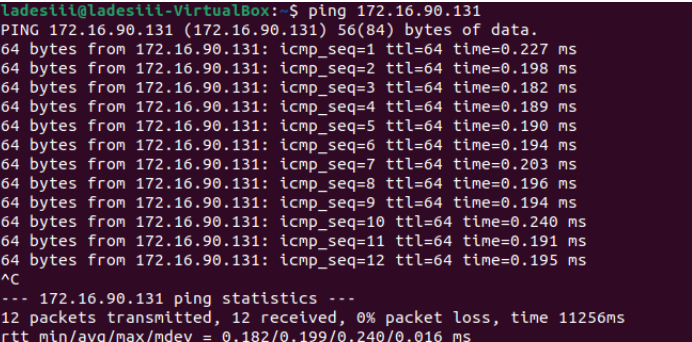 ladesiii@ladesiii-VirtualBox:~$ ping 172.16.90.131
PING 172.16.90.131 (172.16.90.131) 56(84) bytes of data.
64 bytes from 172.16.90.131: icmp_seq=1 ttl=64 time=0.227 ms
64 bytes from 172.16.90.131: icmp_seq=2 ttl=64 time=0.198 ms
64 bytes from 172.16.90.131: icmp_seq=3 ttl=64 time=0.182 ms
64 bytes from 172.16.90.131: icmp_seq=4 ttl=64 time=0.189 ms
64 bytes from 172.16.90.131: icmp_seq=5 ttl=64 time=0.190 ms
64 bytes from 172.16.90.131: icmp_seq=6 ttl=64 time=0.194 ms
64 bytes from 172.16.90.131: icmp_seq=7 ttl=64 time=0.203 ms
64 bytes from 172.16.90.131: icmp_seq=8 ttl=64 time=0.196 ms
64 bytes from 172.16.90.131: icmp_seq=9 ttl=64 time=0.194 ms
64 bytes from 172.16.90.131: icmp_seq=10 ttl=64 time=0.240 ms
64 bytes from 172.16.90.131: icmp_seq=11 ttl=64 time=0.191 ms
64 bytes from 172.16.90.131: icmp_seq=12 ttl=64 time=0.195 ms
^C
--- 172.16.90.131 ping statistics ---
12 packets transmitted, 12 received, 0% packet loss, time 11256ms
rtt min/avg/max/mdev = 0.182/0.199/0.240/0.016 ms